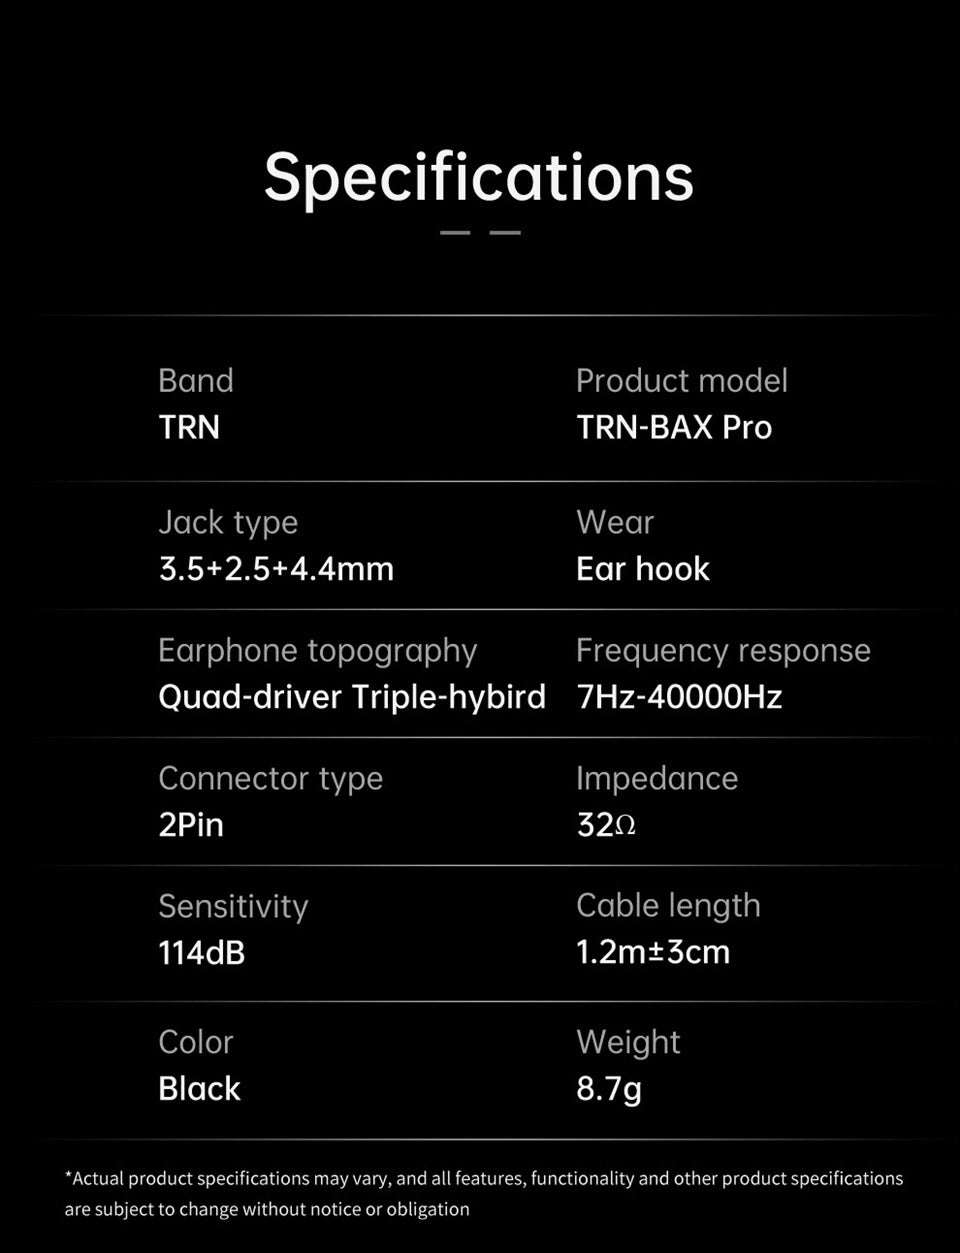 Specifications
Band
TRN
Product model
TRN-BAX Pro
Jack type
3.5+2.5+4.4mm
Wear
Ear hook
Earphone topography
Quad-driver Triple-hybird
Frequency response
7Hz-40000Hz
Connector type
2Pin
Impedance
32Ω
Sensitivity
114dB
Cable length
1.2m±3cm
Color
Black
Weight
8.7g
*Actual product specifications may vary, and all features, functionality and other product specifications
are subject to change without notice or obligation